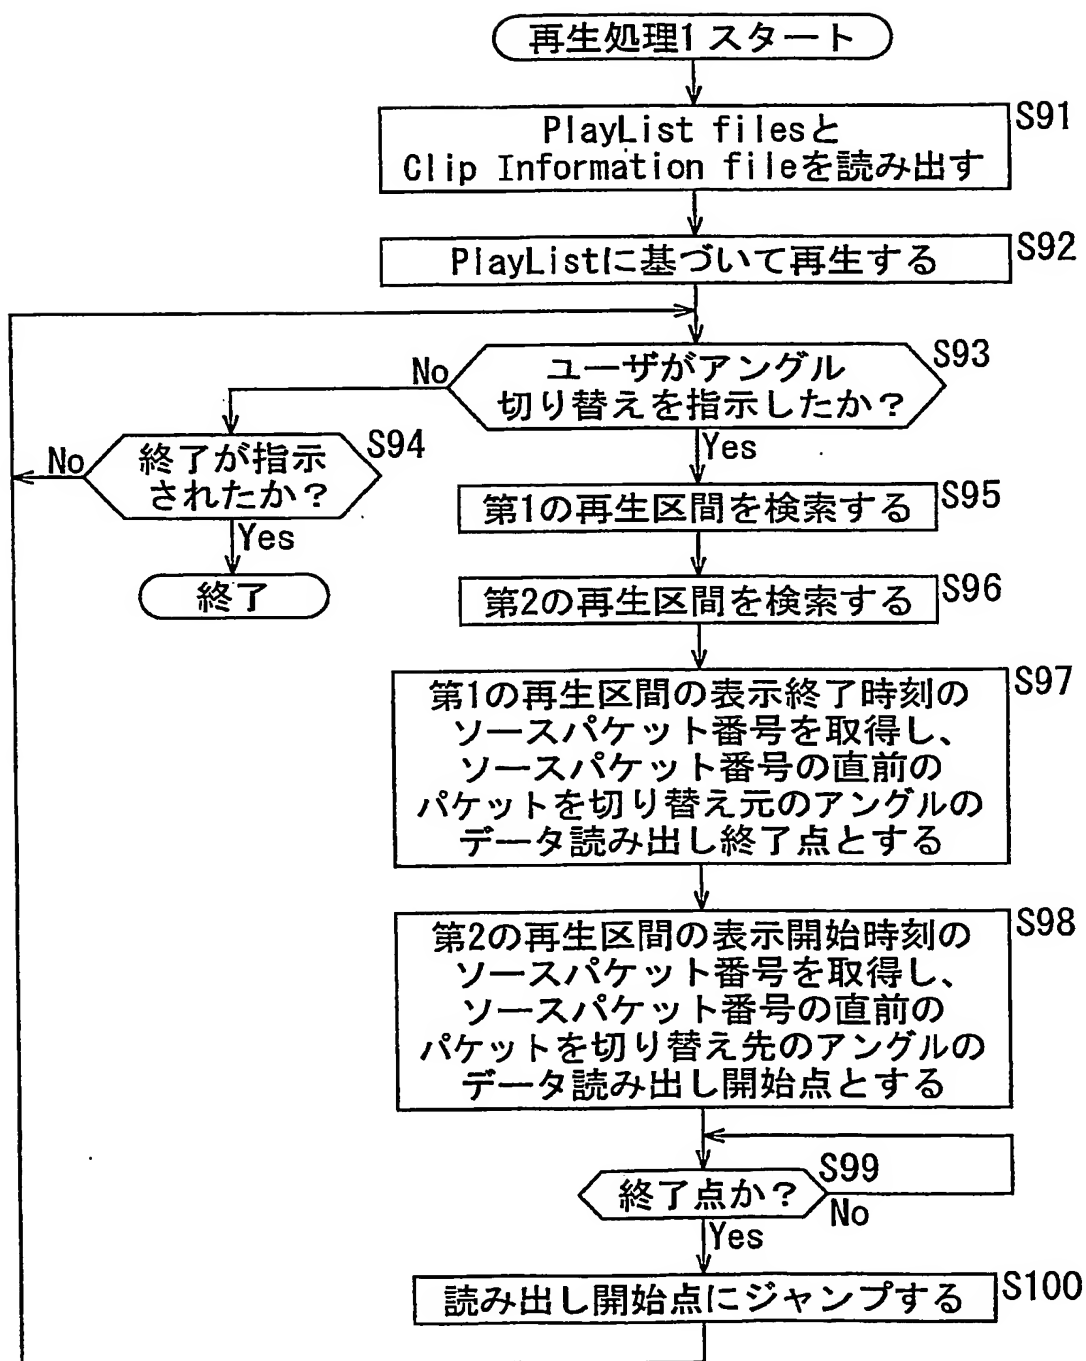 再生処理1 スタート
PlayList filesと
Clip Information fileを読み出す
S91
PlayListに基づいて再生する
S92
ユーザがアングル
切り替えを指示したか?
S93
No
Yes
終了が指示
されたか?
S94
No
Yes
終了
第1の再生区間を検索する
S95
第2の再生区間を検索する
S96
第1の再生区間の表示終了時刻の
ソースパケット番号を取得し、
ソースパケット番号の直前の
パケットを切り替え元のアングルの
データ読み出し終了点とする
S97
第2の再生区間の表示開始時刻の
ソースパケット番号を取得し、
ソースパケット番号の直前の
パケットを切り替え先のアングルの
データ読み出し開始点とする
S98
終了点か?
S99
No
Yes
読み出し開始点にジャンプする
S100